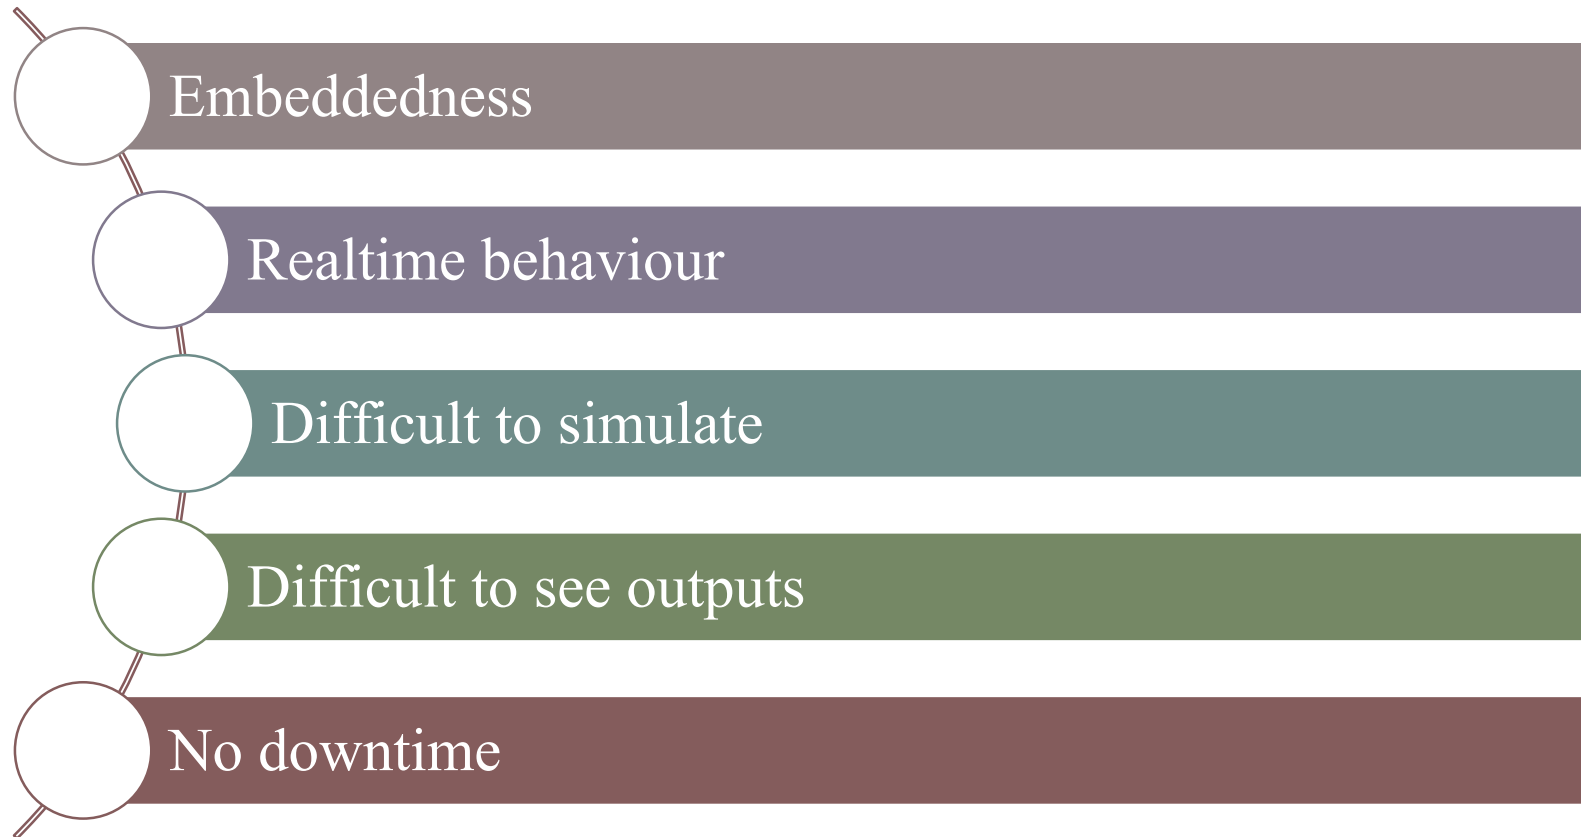 Embeddedness
Realtime behaviour
Difficult to simulate
Difficult to see outputs
No downtime